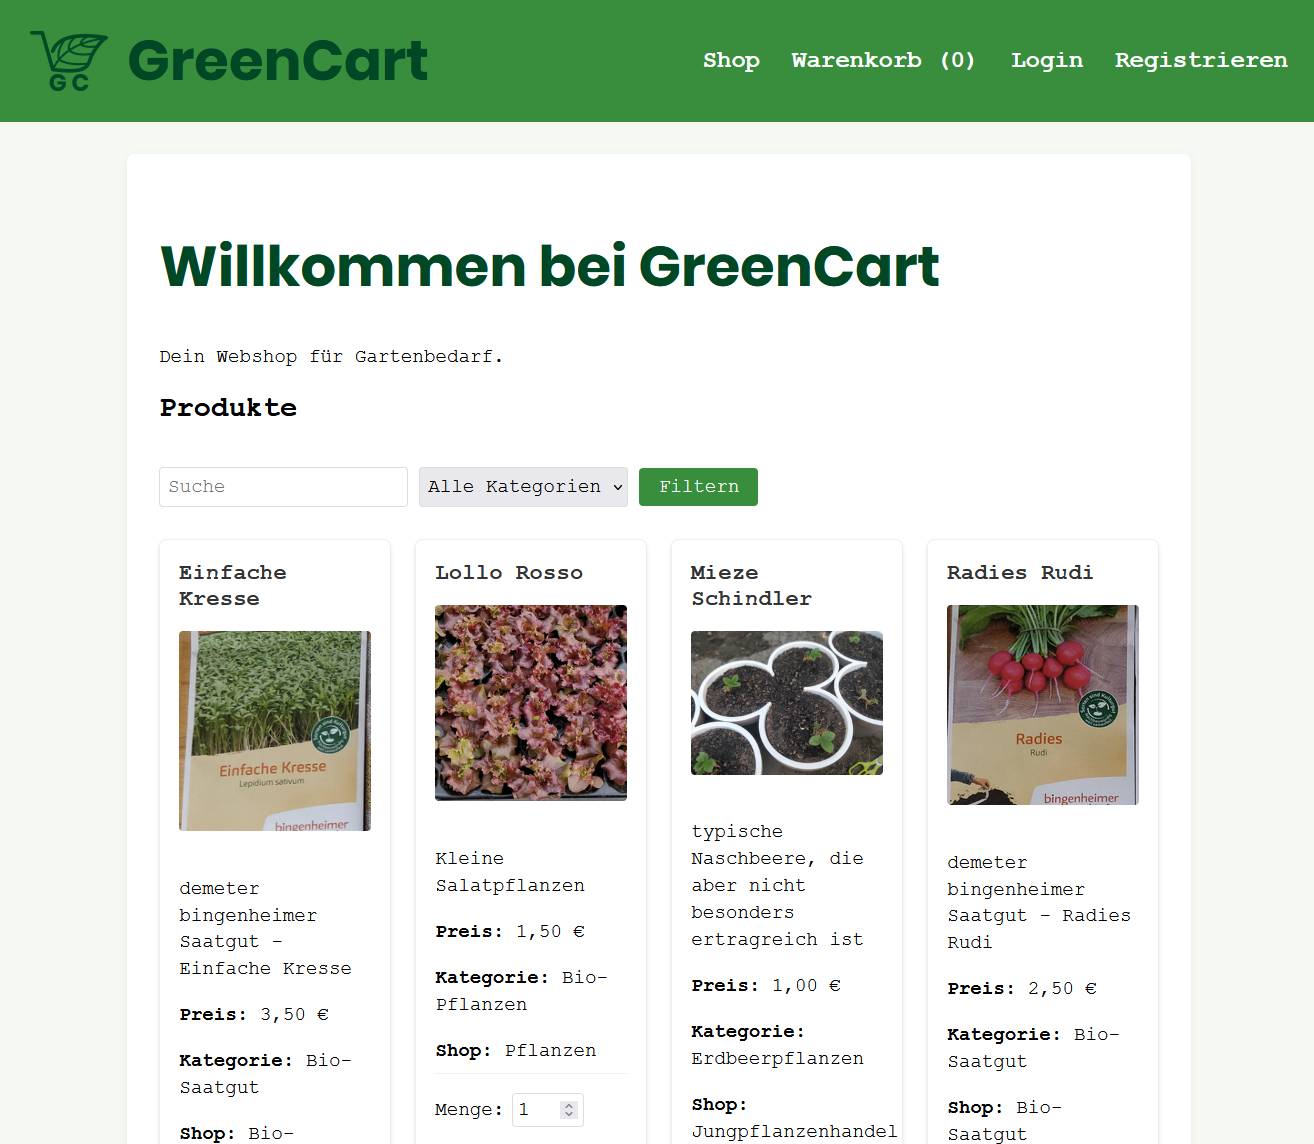 GC
GreenCart
Shop Warenkorb (0) Login Registrieren
Willkommen bei GreenCart
Dein Webshop für Gartenbedarf.
Produkte
Suche
Alle Kategorien
Filtern
Einfache
Kresse
Einfache Kresse
Lepidium sativum
bingenheimer
demeter
bingenheimer
Saatgut -
Einfache Kresse
Preis: 3,50 €
Kategorie: Bio-
Saatgut
Shop: Bio-
Lollo Rosso
Kleine
Salatpflanzen
Preis: 1,50 €
Kategorie: Bio-
Pflanzen
Shop: Pflanzen
Menge: 1
Mieze
Schindler
typische
Naschbeere, die
aber nicht
besonders
ertragreich ist
Preis: 1,00 €
Kategorie:
Erdbeerpflanzen
Shop:
Jungpflanzenhandel
Radies Rudi
Radies
Rudi
bingenheimer
demeter
bingenheimer
Saatgut - Radies
Rudi
Preis: 2,50 €
Kategorie: Bio-
Saatgut
Shop: Bio-
Saatgut